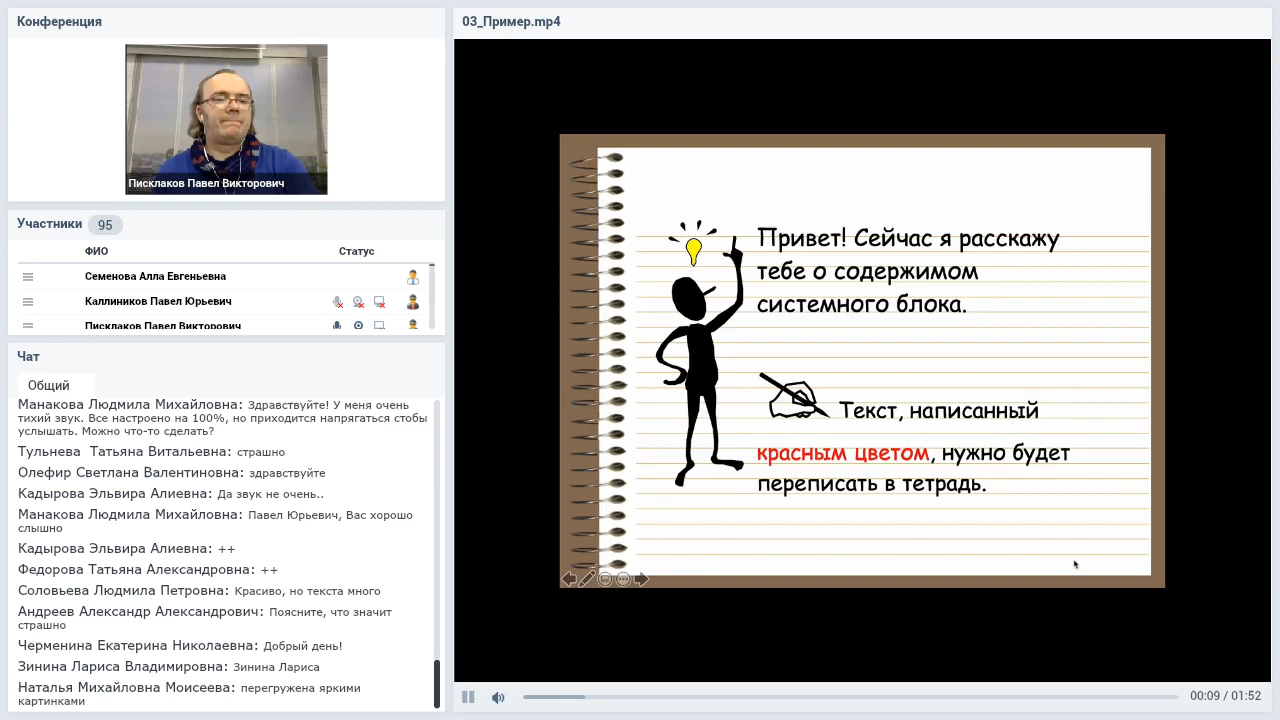 Конференция
Писклаков Павел Викторович
Участники 95
ФИО Статус
Семенова Алла Евгеньевна
Каллиников Павел Юрьевич
Писклаков Павел Викторович
Чат
Общий
Манакова Людмила Михайловна: Здравствуйте! У меня очень
тихий звук. Все настроено на 100%, но приходится напрягаться стобы
услышать. Можно что-то сделать?
Тульнева Татьяна Витальевна: страшно
Олефир Светлана Валентиновна: здравствуйте
Кадырова Эльвира Алиевна: Да звук не очень..
Манакова Людмила Михайловна: Павел Юрьевич, Вас хорошо
слышно
Кадырова Эльвира Алиевна: ++
Федорова Татьяна Александровна: ++
Соловьева Людмила Петровна: Красиво, но текста много
Андреев Александр Александрович: Поясните, что значит
страшно
Черменина Екатерина Николаевна: Добрый день!
Зинина Лариса Владимировна: Зинина Лариса
Наталья Михайловна Моисеева: перегружена яркими
картинками
03_Пример.mp4
Привет! Сейчас я расскажу
тебе о содержимом
системного блока.
Текст, написанный
красным цветом, нужно будет
переписать в тетрадь.
00:09 / 01:52